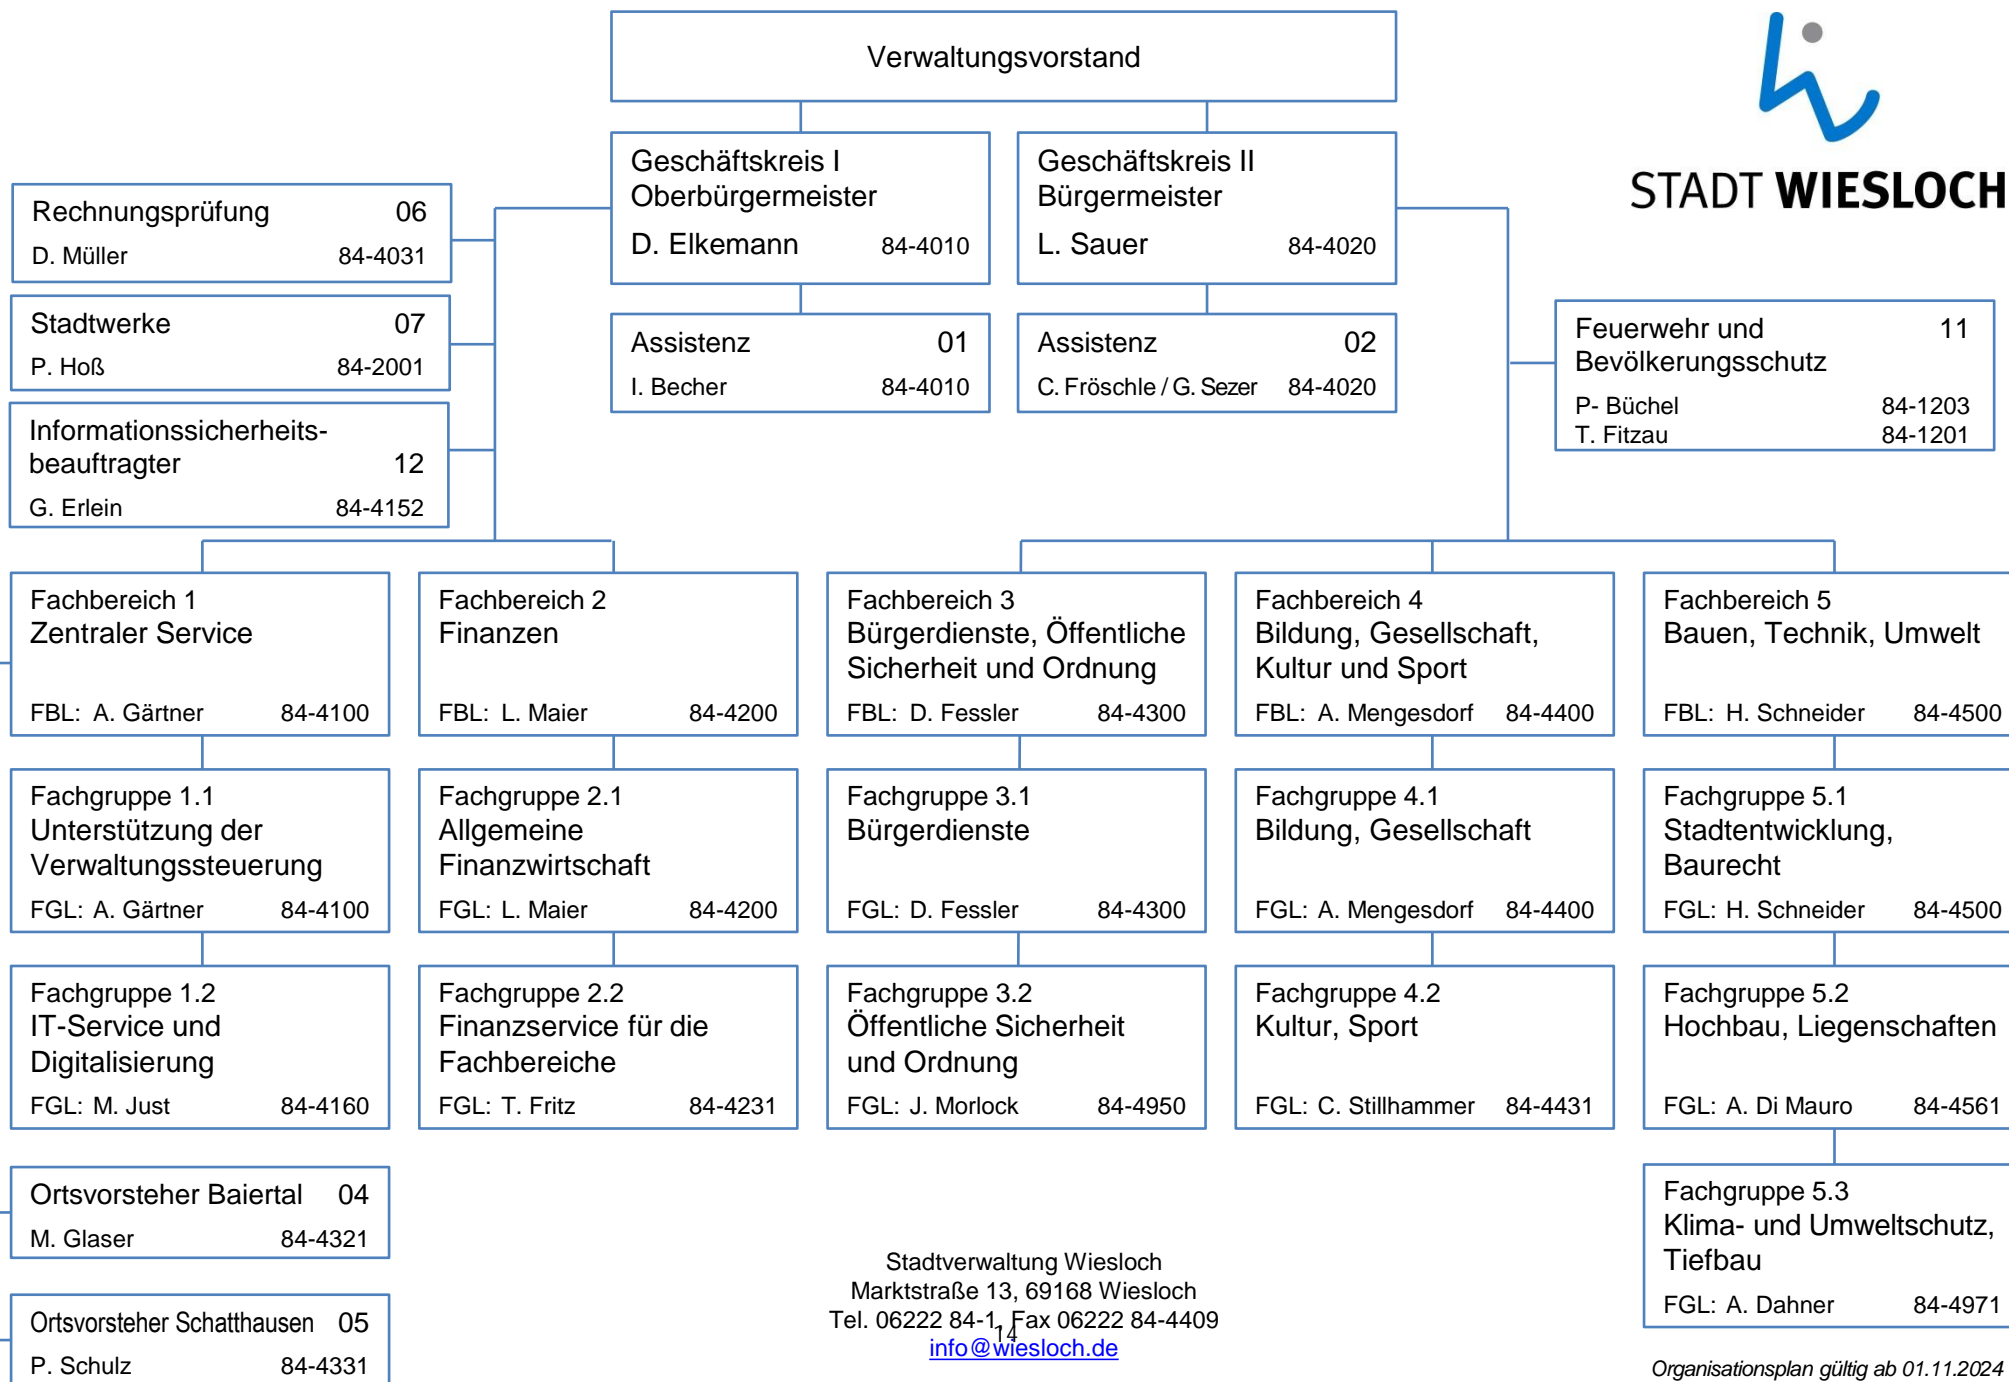 Verwaltungsvorstand
STADT WIESLOCH
Geschäftskreis I
Oberbürgermeister
D. Elkemann 84-4010
Geschäftskreis II
Bürgermeister
L. Sauer 84-4020
Rechnungsprüfung 06
D. Müller 84-4031
Stadtwerke 07
P. Hoß 84-2001
Informationssicherheits-
beauftragter 12
G. Erlein 84-4152
Assistenz 01
I. Becher 84-4010
Assistenz 02
C. Fröschle / G. Sezer 84-4020
Feuerwehr und 11
Bevölkerungsschutz
P- Büchel 84-1203
T. Fitzau 84-1201
Fachbereich 1
Zentraler Service
FBL: A. Gärtner 84-4100
Fachbereich 2
Finanzen
FBL: L. Maier 84-4200
Fachbereich 3
Bürgerdienste, Öffentliche
Sicherheit und Ordnung
FBL: D. Fessler 84-4300
Fachbereich 4
Bildung, Gesellschaft,
Kultur und Sport
FBL: A. Mengesdorf 84-4400
Fachbereich 5
Bauen, Technik, Umwelt
FBL: H. Schneider 84-4500
Fachgruppe 1.1
Unterstützung der
Verwaltungssteuerung
FGL: A. Gärtner 84-4100
Fachgruppe 2.1
Allgemeine
Finanzwirtschaft
FGL: L. Maier 84-4200
Fachgruppe 3.1
Bürgerdienste
FGL: D. Fessler 84-4300
Fachgruppe 4.1
Bildung, Gesellschaft
FGL: A. Mengesdorf 84-4400
Fachgruppe 5.1
Stadtentwicklung,
Baurecht
FGL: H. Schneider 84-4500
Fachgruppe 1.2
IT-Service und
Digitalisierung
FGL: M. Just 84-4160
Fachgruppe 2.2
Finanzservice für die
Fachbereiche
FGL: T. Fritz 84-4231
Fachgruppe 3.2
Öffentliche Sicherheit
und Ordnung
FGL: J. Morlock 84-4950
Fachgruppe 4.2
Kultur, Sport
FGL: C. Stillhammer 84-4431
Fachgruppe 5.2
Hochbau, Liegenschaften
FGL: A. Di Mauro 84-4561
Ortsvorsteher Baiertal 04
M. Glaser 84-4321
Ortsvorsteher Schatthausen 05
P. Schulz 84-4331
Fachgruppe 5.3
Klima- und Umweltschutz,
Tiefbau
FGL: A. Dahner 84-4971
Stadtverwaltung Wiesloch
Marktstraße 13, 69168 Wiesloch
Tel. 06222 84-1, Fax 06222 84-4409
14
info@wiesloch.de
Organisationsplan gültig ab 01.11.2024